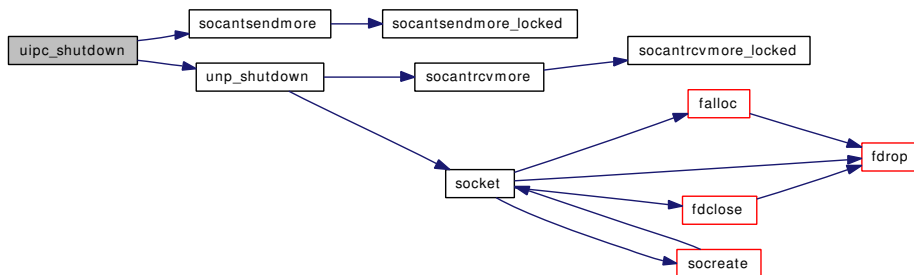 socantsendmore
socantsendmore_locked
uipc_shutdown
socantrcvmore_locked
unp_shutdown
socantrcvmore
falloc
fdrop
socket
fdclose
socreate